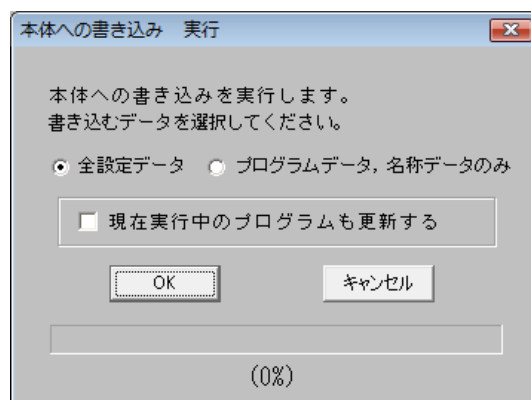 本体への書き込み　実行
本体への書き込みを実行します。
書き込むデータを選択してください。
全設定データ　プログラムデータ，名称データのみ
現在実行中のプログラムも更新する
OK　キャンセル
(0%)